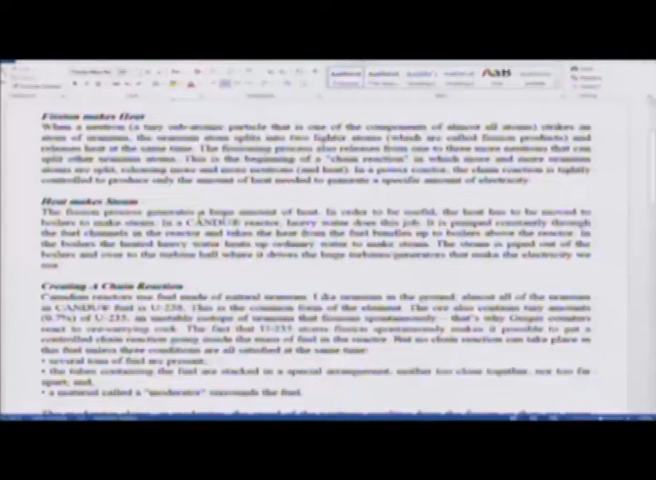 Fission makes Heat
When a neutron (a tiny sub-atomic particle that is one of the components of almost all atoms) strikes an
atom of uranium, the uranium atom splits into two lighter atoms (which are called fission products) and
releases heat at the same time. The fissioning process also releases from one to three more neutrons that can
split other uranium atoms. This is the beginning of a "chain reaction" in which more and more uranium
atoms are split, releasing more and more neutrons (and heat). In a power reactor, the chain reaction is tightly
controlled to produce only the amount of heat needed to generate a specific amount of electricity.
Heat makes Steam
The fission process generates a huge amount of heat. In order to be useful, the heat has to be moved to
boilers to make steam. In a CANDU® reactor, heavy water does this job. It is pumped constantly through
the fuel channels in the reactor and takes the heat from the fuel bundles up to boilers above the reactor. In
the boilers the heated heavy water heats up ordinary water to make steam. The steam is piped out of the
boilers and over to the turbine hall where it drives the huge turbines/generators that make the electricity we
use.
Creating A Chain Reaction
Canadian reactors use fuel made of natural uranium. Like uranium in the ground, almost all of the uranium
in CANDU® fuel is U-238. This is the common form of the element. The ore also contains tiny amounts
(0.7%) of U-235, an unstable isotope of uranium that fissions spontaneously - that's why Geiger counters
react to ore-carrying rock. The fact that U-235 atoms fission spontaneously makes it possible to get a
controlled chain reaction going inside the mass of fuel in the reactor. But no chain reaction can take place in
this fuel unless three conditions are all satisfied at the same time:
• several tons of fuel are present,
• the tubes containing the fuel are stacked in a special arrangement, neither too close together, nor too far
apart, and,
• a material called a "moderator" surrounds the fuel.